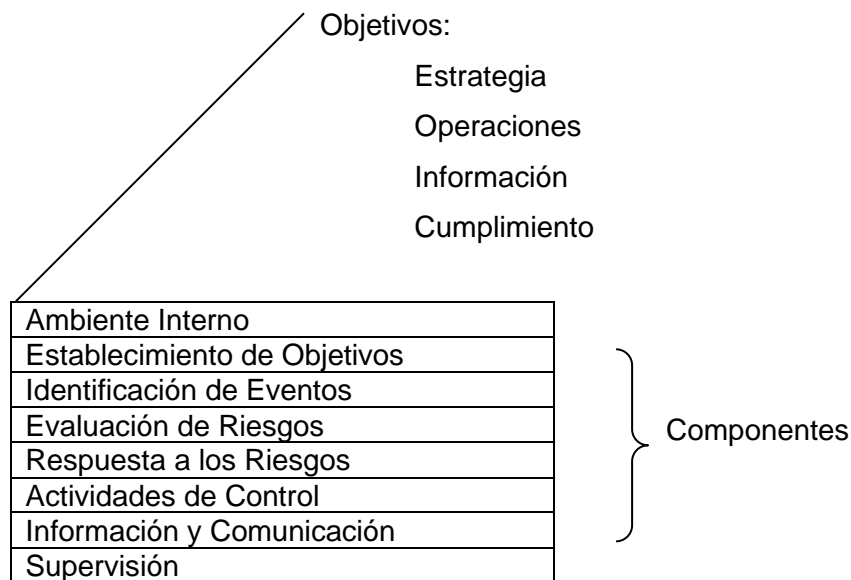 Objetivos:
Estrategia
Operaciones
Información
Cumplimiento
Ambiente Interno
Establecimiento de Objetivos
Identificación de Eventos
Evaluación de Riesgos
Respuesta a los Riesgos
Actividades de Control
Información y Comunicación
Supervisión
Componentes